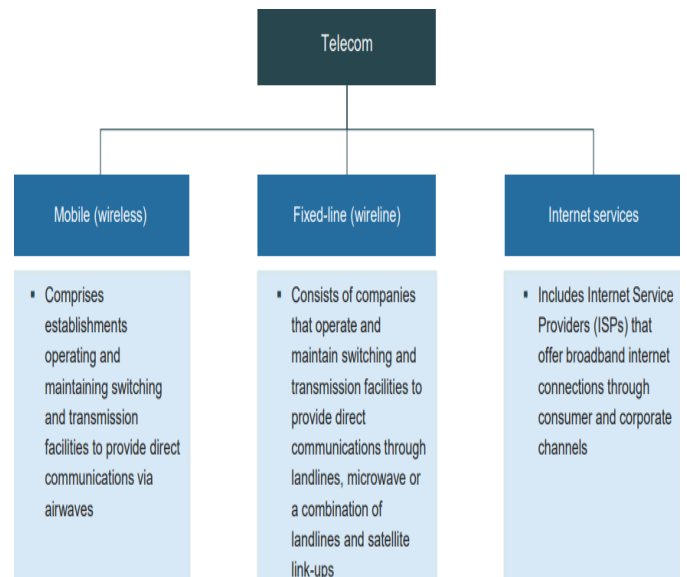 Telecom
Mobile (wireless)
Fixed-line (wireline)
Internet services
▪ Comprises
establishments
operating and
maintaining switching
and transmission
facilities to provide direct
communications via
airwaves
▪ Consists of companies
that operate and
maintain switching and
transmission facilities to
provide direct
communications through
landlines, microwave or
a combination of
landlines and satellite
link-ups
▪ Includes Internet Service
Providers (ISPs) that
offer broadband internet
connections through
consumer and corporate
channels